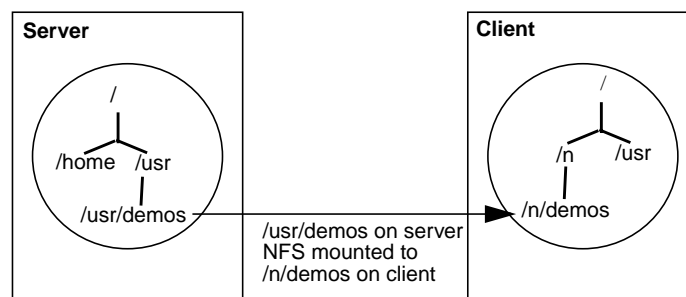 Server
/
/home
/usr
/usr/demos
/usr/demos on server
NFS mounted to
/n/demos on client
Client
/
/n
/usr
/n/demos